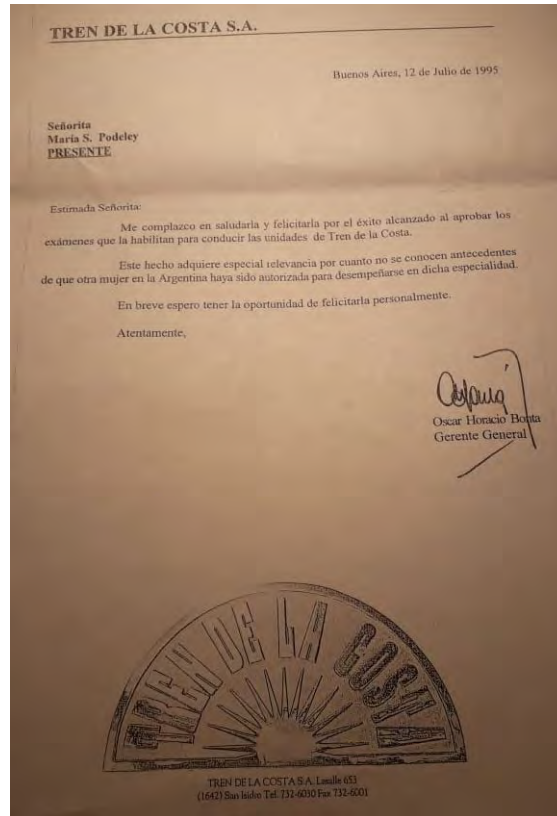 TREN DE LA COSTA S.A.
Buenos Aires, 12 de Julio de 1995
Señorita
María S. Podeley
PRESENTE
Estimada Señorita:
Me complazco en saludarla y felicitarla por el éxito alcanzado al aprobar los
exámenes que la habilitan para conducir las unidades de Tren de la Costa.
Este hecho adquiere especial relevancia por cuanto no se conocen antecedentes
de que otra mujer en la Argentina haya sido autorizada para desempeñarse en dicha especialidad.
En breve espero tener la oportunidad de felicitarla personalmente.
Atentamente,
Oscar Horacio Bonta
Gerente General
TREN DE LA COSTA
TREN DE LA COSTA S.A. Lasalle 653
(1642) San Isidro Tel. 732-6030 Fax 732-6001